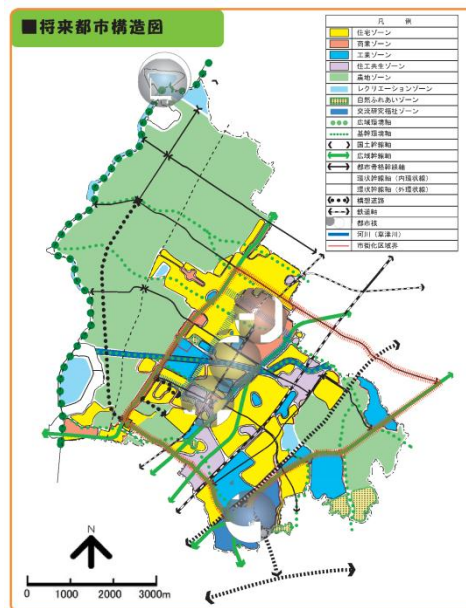 ■将来都市構造図
凡　例
住宅ゾーン
商業ゾーン
工業ゾーン
住工共生ゾーン
農地ゾーン
レクリエーションゾーン
自然ふれあいゾーン
交流研究福祉ゾーン
広域環境軸
基幹環境軸
国土幹線軸
広域幹線軸
都市骨格幹線軸
環状幹線軸（内環状線）
環状幹線軸（外環状線）
構想道路
鉄道軸
都市核
河川（草津川）
市街化区域界
N
0 1000 2000 3000m